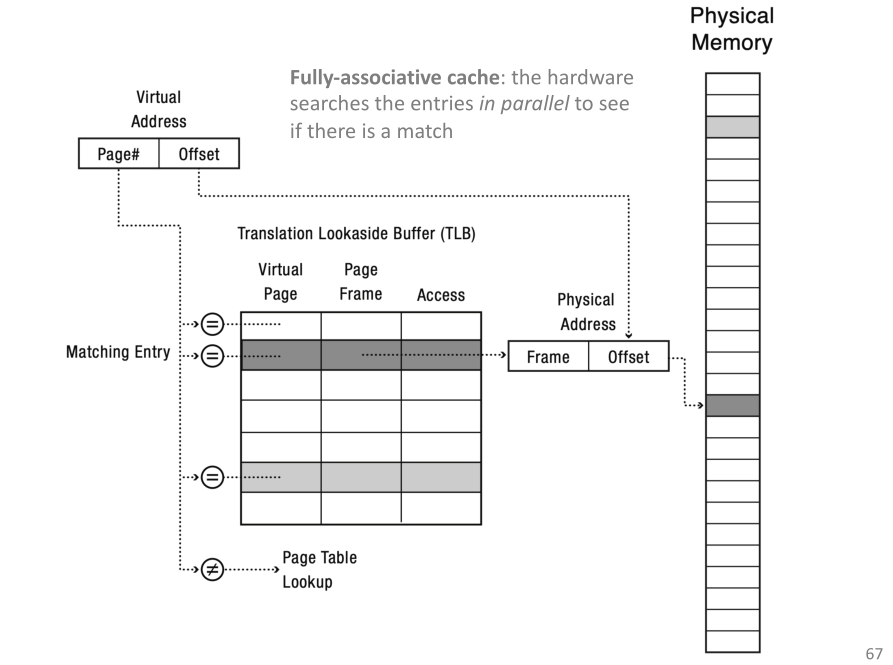 Physical
Memory
Fully-associative cache: the hardware
searches the entries in parallel to see
if there is a match
Virtual
Address
Page#
Offset
Translation Lookaside Buffer (TLB)
Virtual
Page
Page
Frame
Access
Physical
Address
=
Matching Entry
=
Frame
Offset
=
≠
Page Table
Lookup
67